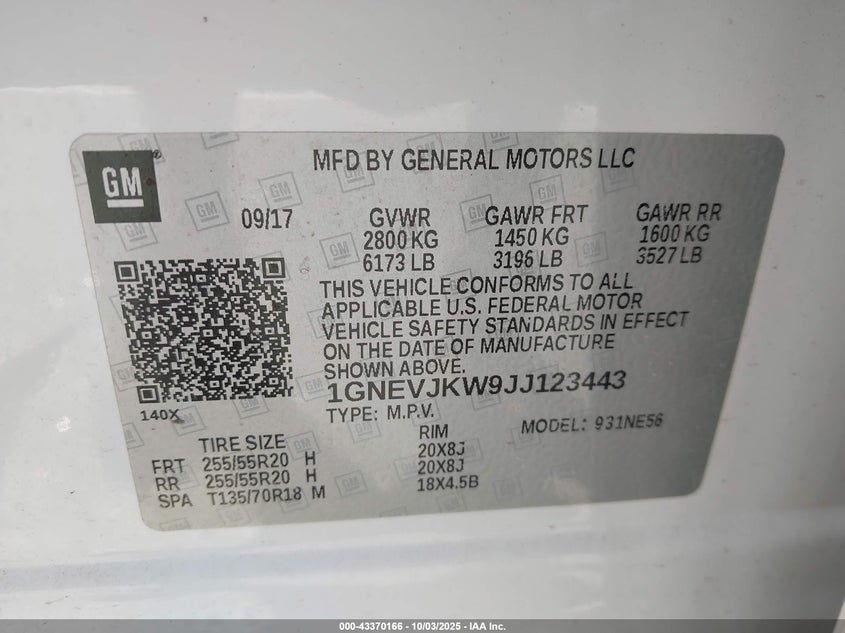 GM
MFD BY GENERAL MOTORS LLC
09/17 GVWR GAWR FRT GAWR RR
2800 KG 1450 KG 1600 KG
6173 LB 3196 LB 3527 LB
THIS VEHICLE CONFORMS TO ALL
APPLICABLE U.S. FEDERAL MOTOR
VEHICLE SAFETY STANDARDS IN EFFECT
ON THE DATE OF MANUFACTURE
SHOWN ABOVE.
1GNEVJKW9JJ123443
140X
TYPE: M.P.V. MODEL: 931NE56
TIRE SIZE RIM
FRT 255/55R20 H 20X8J
RR 255/55R20 H 20X8J
SPA T135/70R18 M 18X4.5B
000-43370166 - 10/03/2025 - IAA Inc.